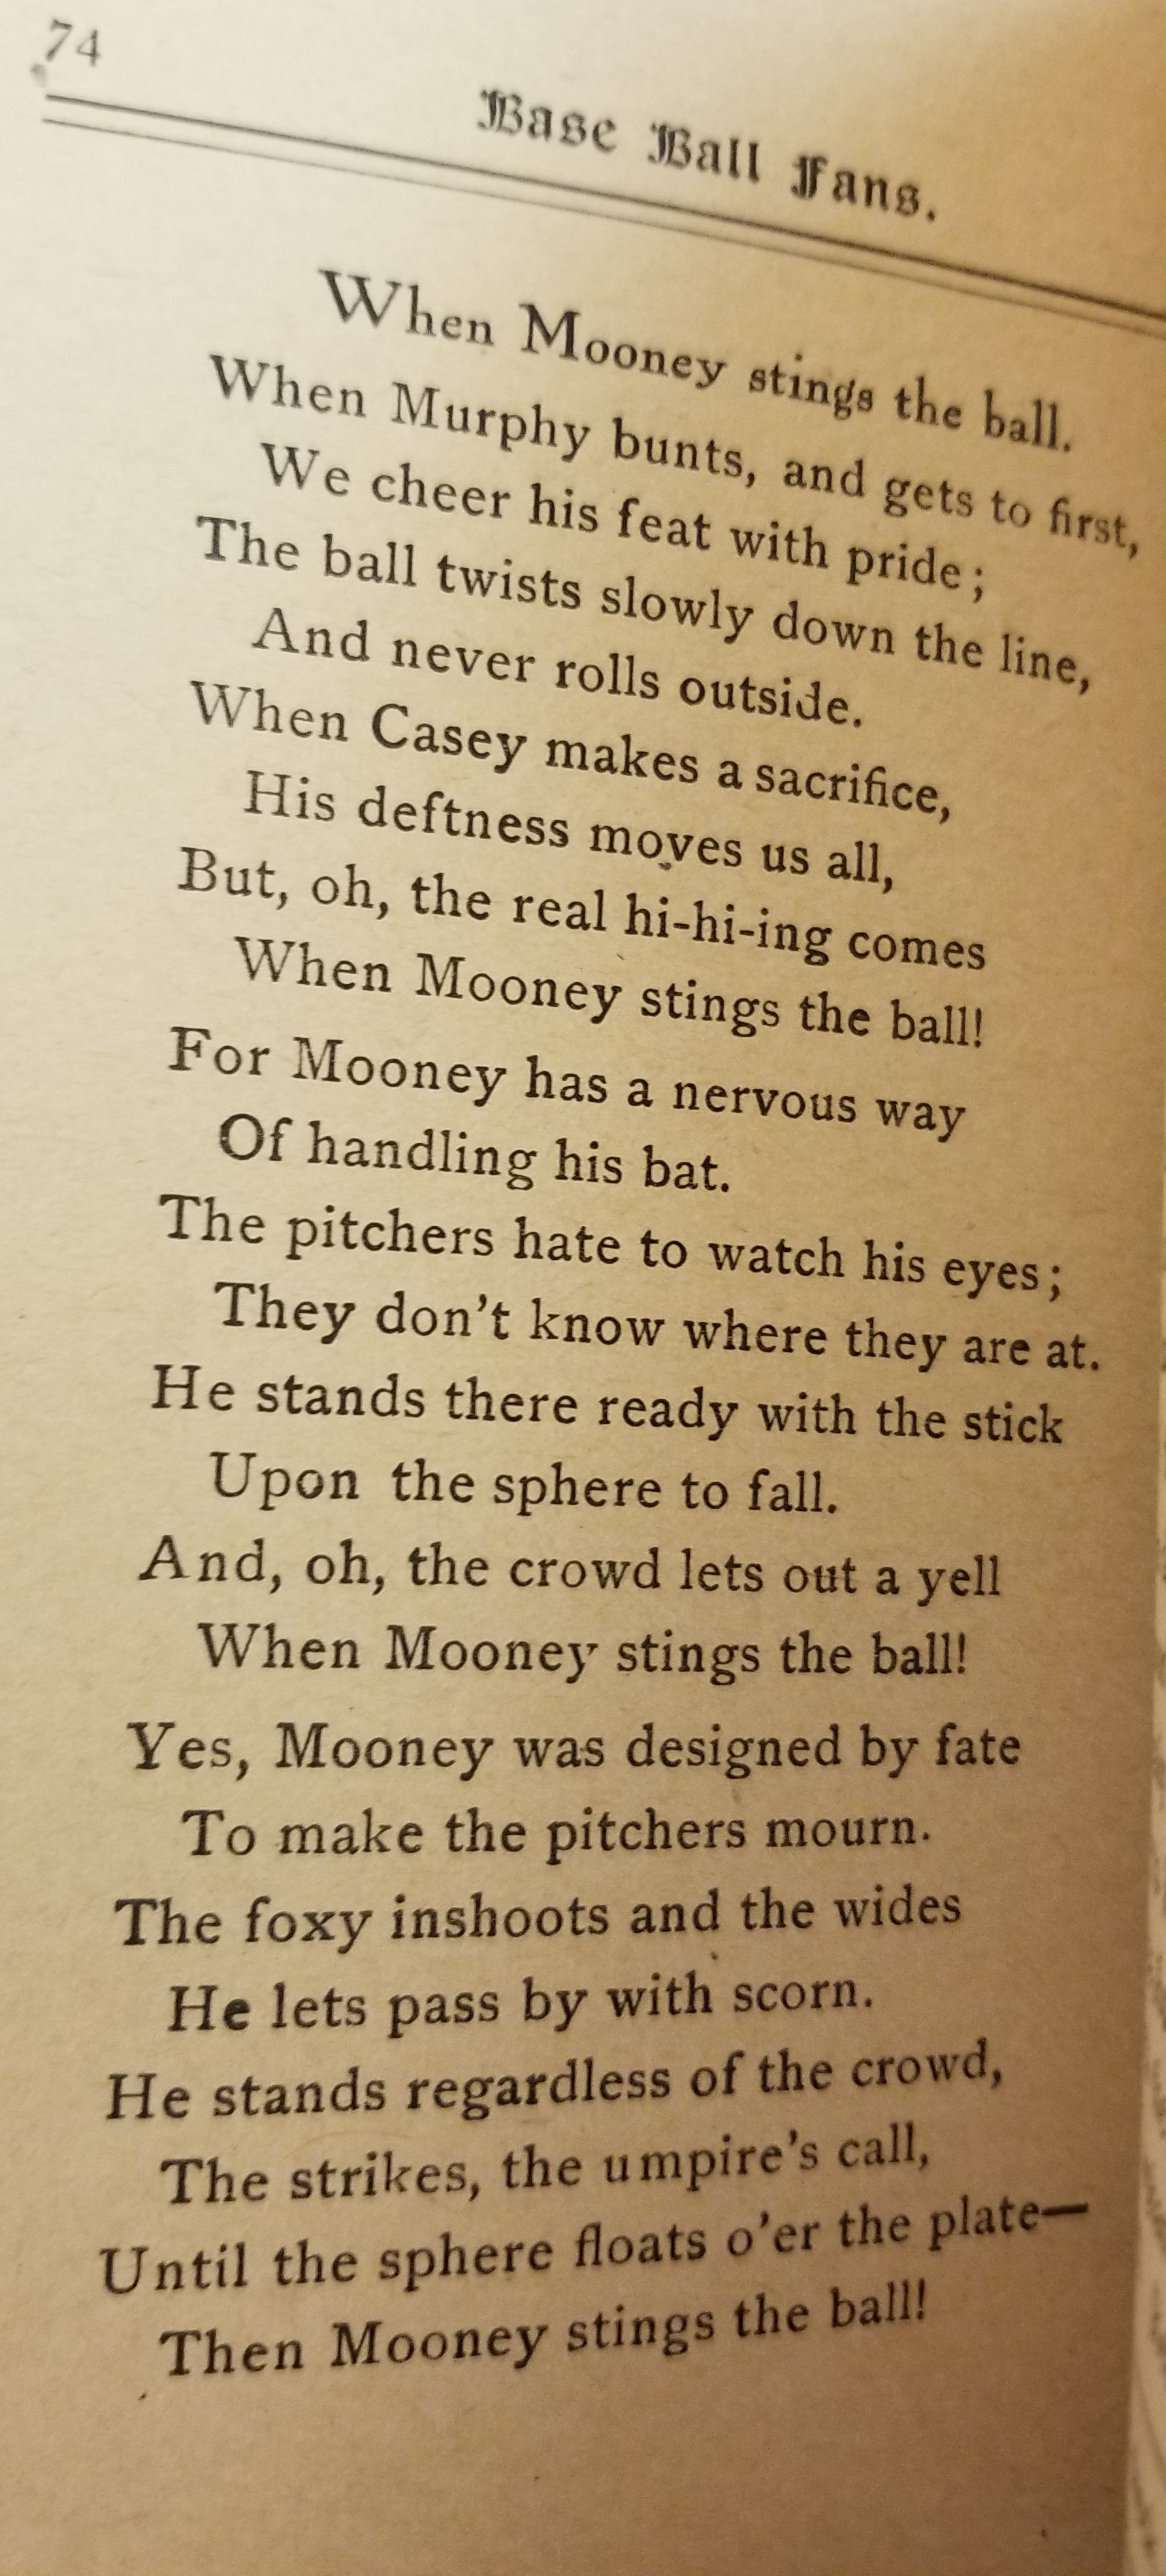 74
Base Ball Fans.
When Mooney stings the ball.
When Murphy bunts, and gets to first,
We cheer his feat with pride;
The ball twists slowly down the line,
And never rolls outside.
When Casey makes a sacrifice,
His deftness moves us all,
But, oh, the real hi-hi-ing comes
When Mooney stings the ball!
For Mooney has a nervous way
Of handling his bat.
The pitchers hate to watch his eyes;
They don't know where they are at.
He stands there ready with the stick
Upon the sphere to fall.
And, oh, the crowd lets out a yell
When Mooney stings the ball!
Yes, Mooney was designed by fate
To make the pitchers mourn.
The foxy inshoots and the wides
He lets pass by with scorn.
He stands regardless of the crowd,
The strikes, the umpire's call,
Until the sphere floats o'er the plate—
Then Mooney stings the ball!